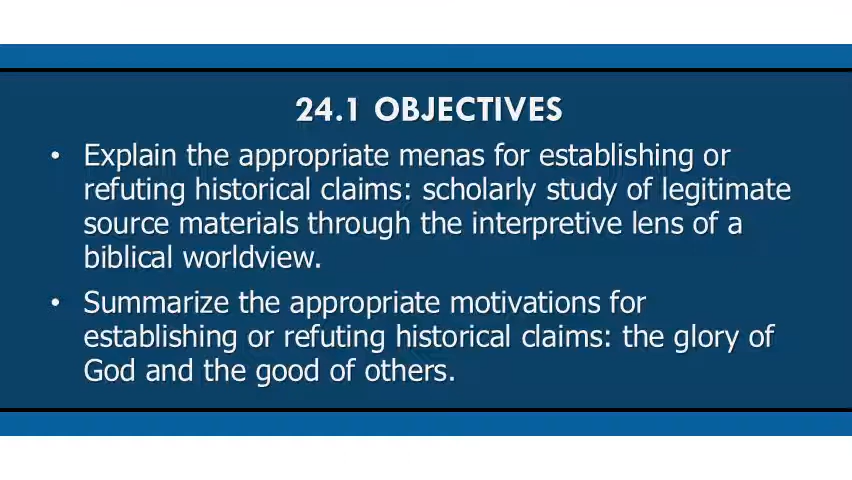 24.1 OBJECTIVES
• Explain the appropriate menas for establishing or
refuting historical claims: scholarly study of legitimate
source materials through the interpretive lens of a
biblical worldview.
• Summarize the appropriate motivations for
establishing or refuting historical claims: the glory of
God and the good of others.